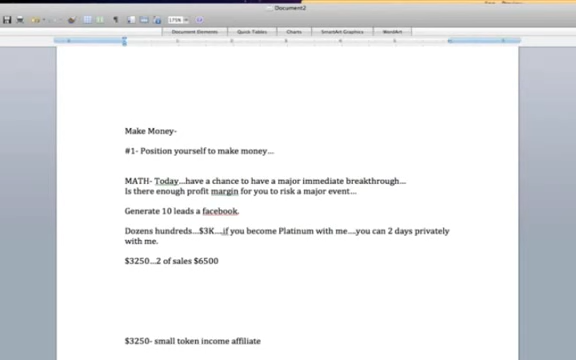 Document2
175%
Document Elements
Quick Tables
Charts
SmartArt Graphics
WordArt
Make Money-
#1- Position yourself to make money...
MATH- Today...have a chance to have a major immediate breakthrough...
Is there enough profit margin for you to risk a major event...
Generate 10 leads a facebook.
Dozens hundreds...$3K...,if you become Platinum with me....you can 2 days privately
with me.
$3250...2 of sales $6500
$3250- small token income affiliate